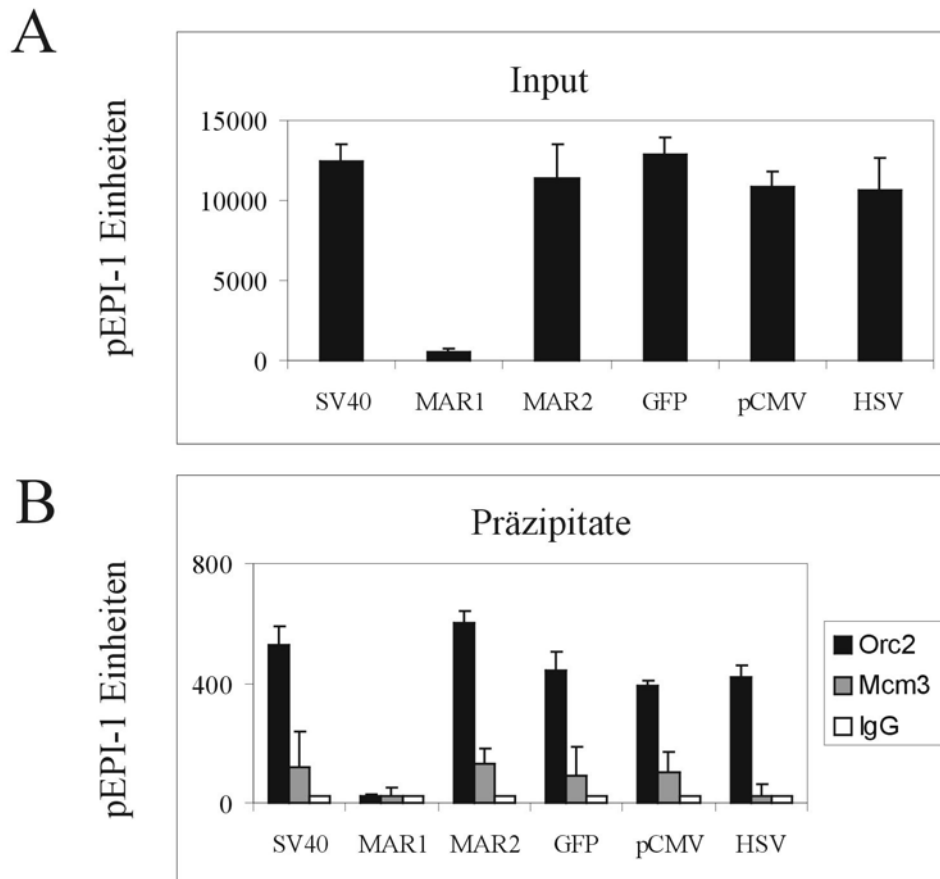 A
Input
pEPI-1 Einheiten
15000
10000
5000
0
SV40 MAR1 MAR2 GFP pCMV HSV
B
Präzipitate
pEPI-1 Einheiten
800
400
0
Orc2
Mcm3
IgG
SV40 MAR1 MAR2 GFP pCMV HSV